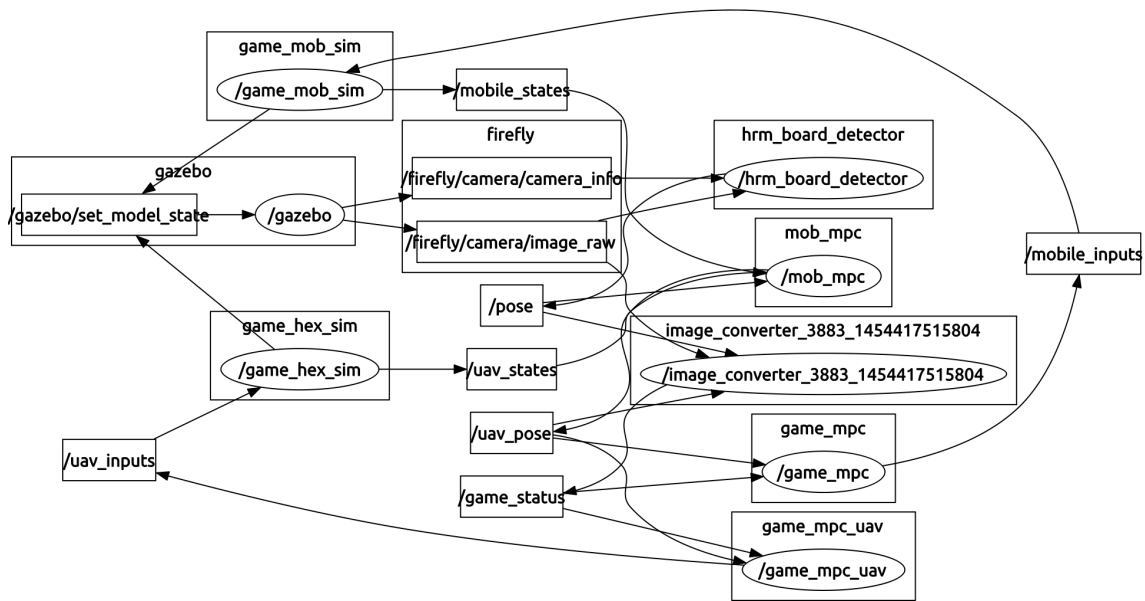 game_mob_sim
/game_mob_sim
/mobile_states
firefly
hrm_board_detector
gazebo
/firefly/camera/camera_info
/hrm_board_detector
/gazebo/set_model_state
/gazebo
/firefly/camera/image_raw
mob_mpc
/mobile_inputs
/mob_mpc
/pose
game_hex_sim
image_converter_3883_1454417515804
/game_hex_sim
/uav_states
/image_converter_3883_1454417515804
/uav_pose
game_mpc
/uav_inputs
/game_mpc
/game_status
game_mpc_uav
/game_mpc_uav